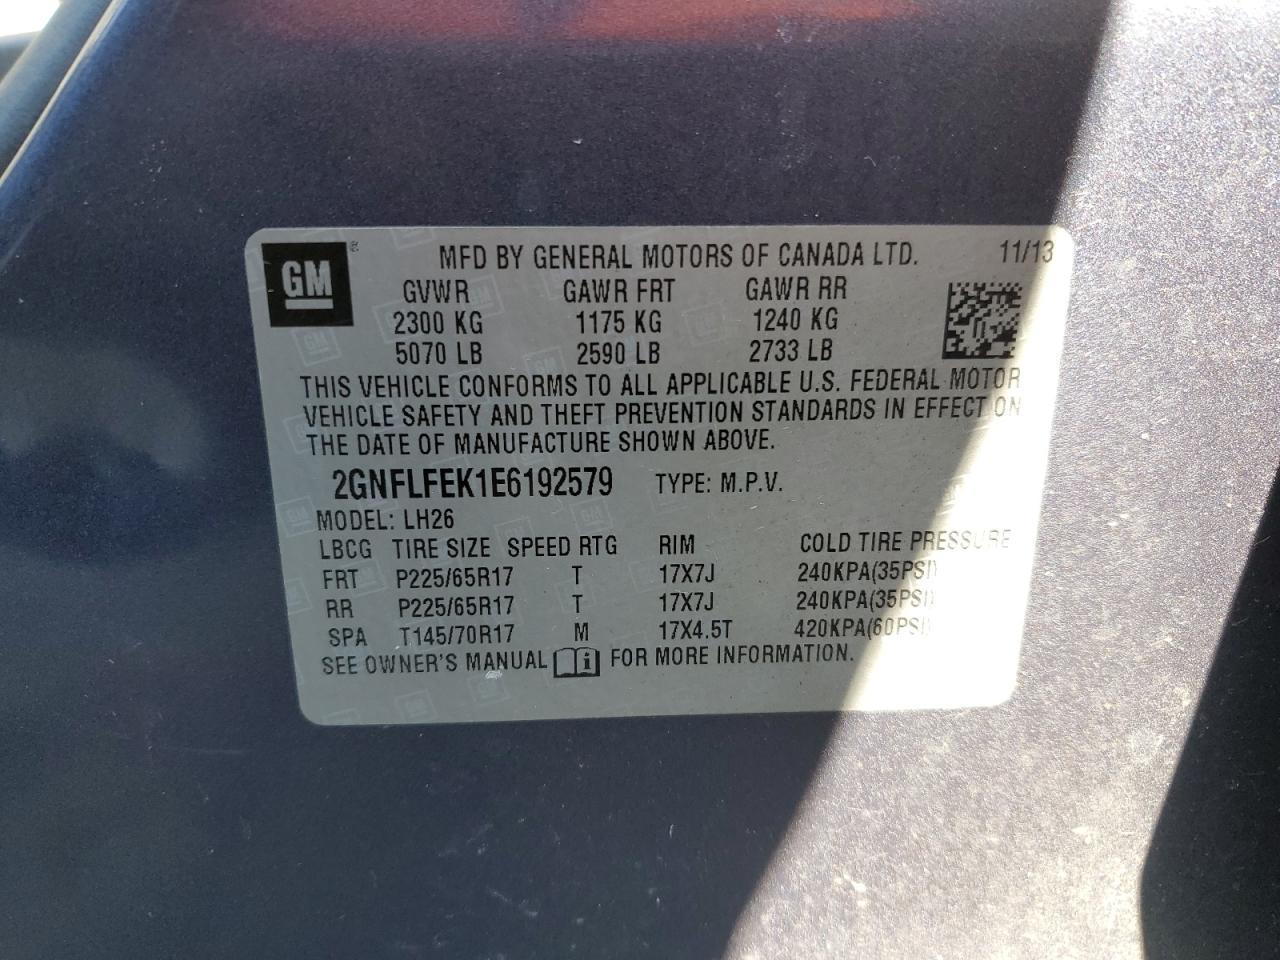 GM ® MFD BY GENERAL MOTORS OF CANADA LTD. 11/13
GVWR GAWR FRT GAWR RR
2300 KG 1175 KG 1240 KG
5070 LB 2590 LB 2733 LB
THIS VEHICLE CONFORMS TO ALL APPLICABLE U.S. FEDERAL MOTOR
VEHICLE SAFETY AND THEFT PREVENTION STANDARDS IN EFFECT ON
THE DATE OF MANUFACTURE SHOWN ABOVE.
2GNFLFEK1E6192579 TYPE: M.P.V.
MODEL: LH26
LBCG TIRE SIZE SPEED RTG RIM COLD TIRE PRESSURE
FRT P225/65R17 T 17X7J 240KPA(35PSI)
RR P225/65R17 T 17X7J 240KPA(35PSI)
SPA T145/70R17 M 17X4.5T 420KPA(60PSI)
SEE OWNER'S MANUAL i FOR MORE INFORMATION.